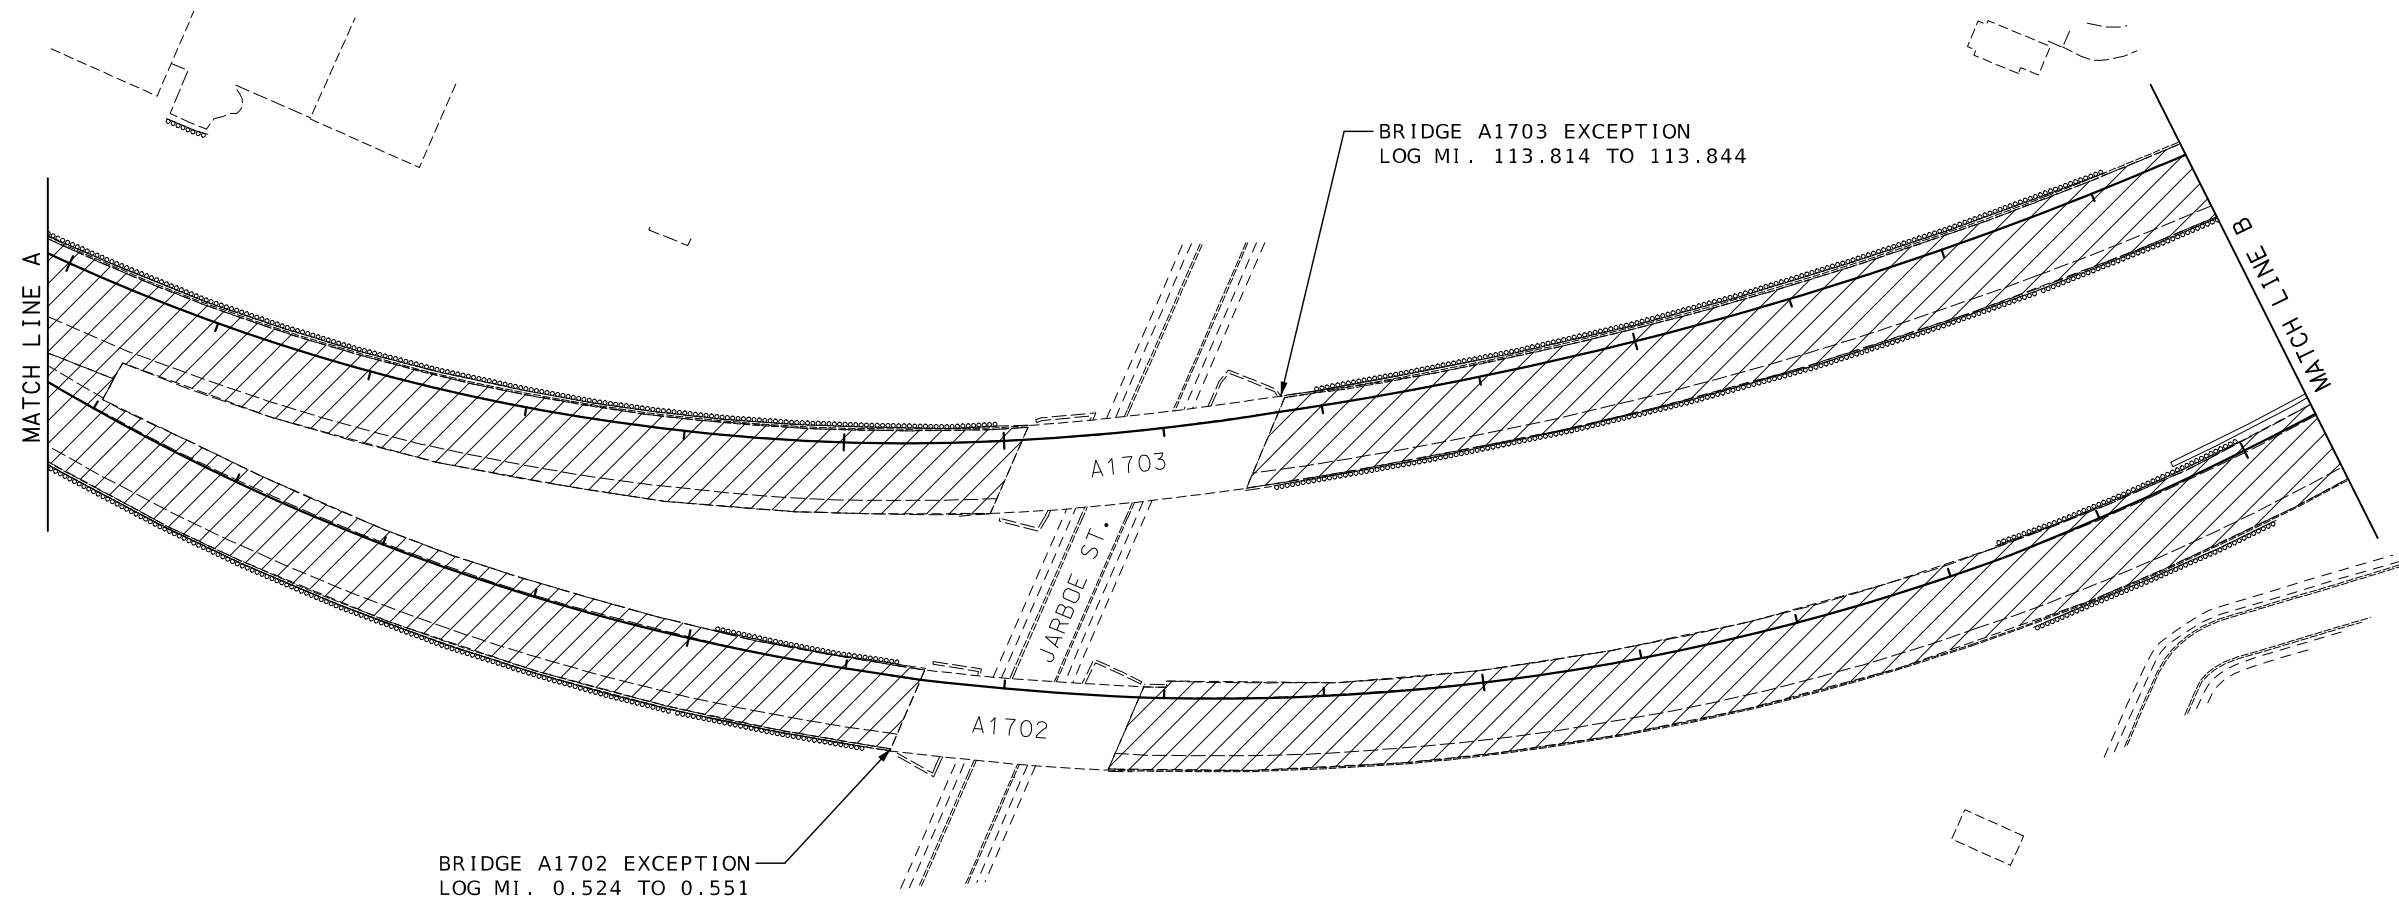 BRIDGE A1703 EXCEPTION
LOG MI. 113.814 TO 113.844
MATCH LINE A
MATCH LINE B
A1703
JARBOE ST.
A1702
BRIDGE A1702 EXCEPTION
LOG MI. 0.524 TO 0.551